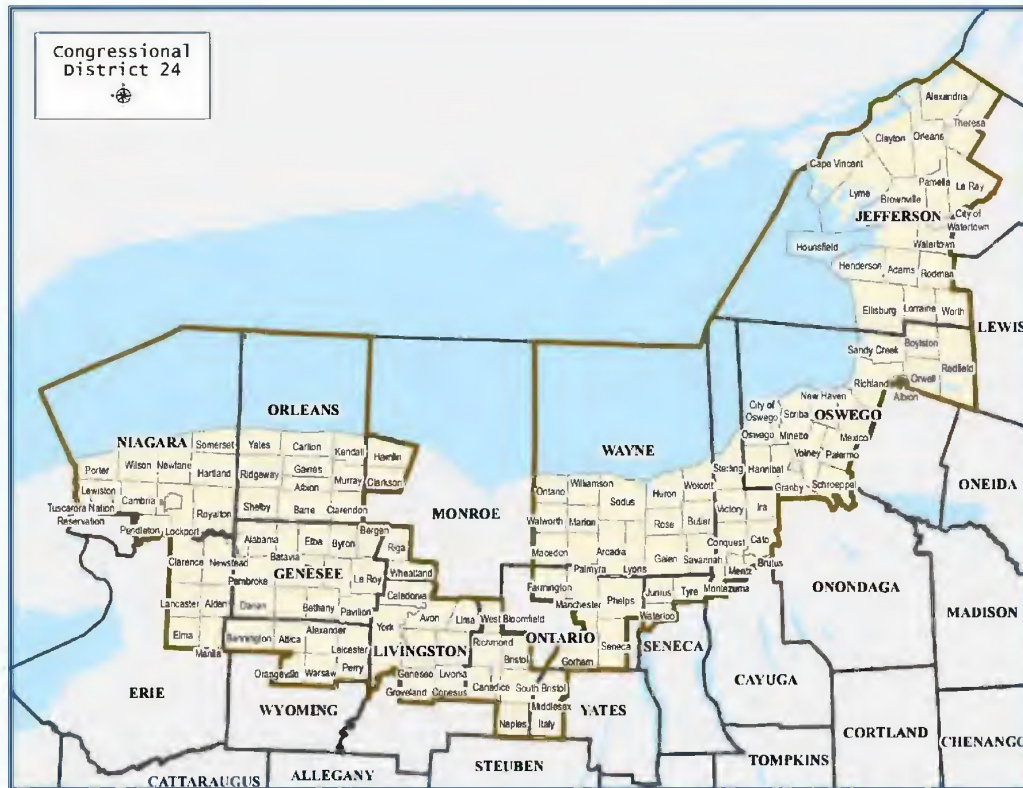 Congressional
District 24
Alexandria
Theresa
Clayton
Orleans
Cape Vincent
Pamelia
Le Ray
Lyme
Brownville
JEFFERSON
City of
Watertown
Watertown
Hounsfield
Henderson
Adams
Rodman
Ellisburg
Lorraine
Worth
LEWIS
Boylston
Sandy Creek
Redfield
Orwell
Richland
Albion
New Haven
City of
Oswego
Scriba
OSWEGO
Oswego
Minetto
Mexico
Volney
Palermo
Sterling
Hannibal
Granby
Schroeppel
ONEIDA
ORLEANS
NIAGARA
Somerset
Yates
Carlton
Kendall
Hamlin
Porter
Wilson
Newfane
Hartland
Ridgeway
Gaines
Murray
Clarkson
Lewiston
Cambria
Albion
Tuscarora Nation
Reservation
Royalton
Shelby
Barre
Clarendon
Pendleton
Lockport
MONROE
WAYNE
Ontario
Williamson
Sodus
Huron
Wolcott
Victory
Ira
Walworth
Marion
Rose
Butler
Conquest
Cato
Macedon
Arcadia
Galen
Savannah
Mentz
Brutus
Palmyra
Lyons
Montezuma
Bergen
Alabama
Elba
Byron
Riga
Clarence
Newstead
Batavia
Wheatland
Pembroke
GENESEE
Le Roy
Caledonia
Lancaster
Alden
Darien
Bethany
Pavilion
Farmington
Manchester
Phelps
Junius
Tyre
Waterloo
ONONDAGA
MADISON
Elma
Marilla
Bennington
Attica
Alexander
York
Avon
Lima
West Bloomfield
Leicester
LIVINGSTON
Richmond
ONTARIO
Seneca
SENECA
Orangeville
Warsaw
Perry
Geneseo
Livonia
Bristol
Gorham
Groveland
Conesus
Canadice
South Bristol
Middlesex
Naples
Italy
YATES
CAYUGA
ERIE
WYOMING
CORTLAND
CHENANGO
TOMPKINS
STEUBEN
ALLEGANY
CATTARAUGUS